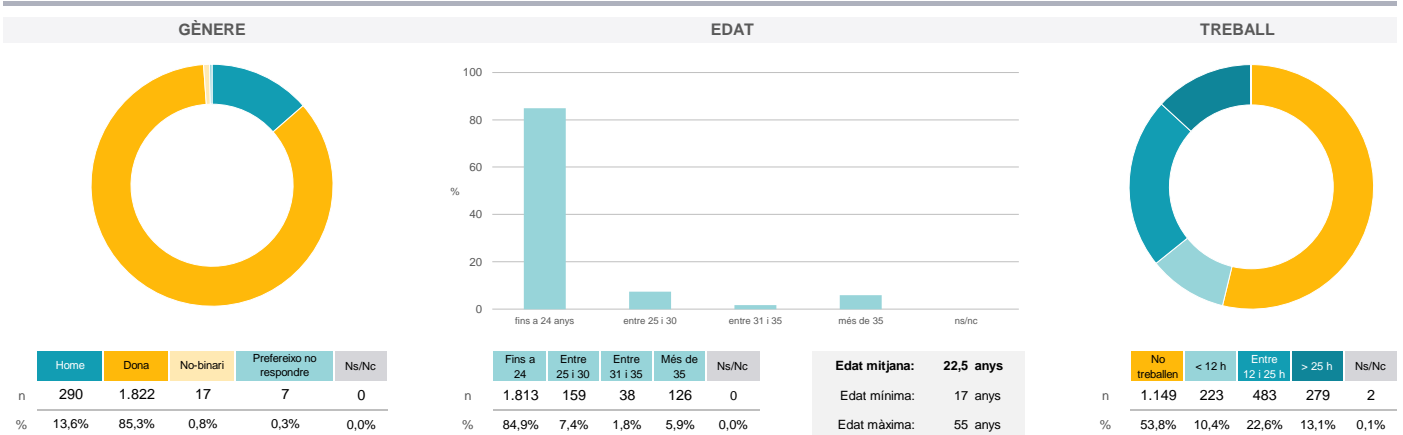 GÈNERE
EDAT
TREBALL
100
80
60
%
40
20
0
fins a 24 anys
entre 25 i 30
entre 31 i 35
més de 35
ns/nc
Home Dona No-binari Prefereixo no respondre Ns/Nc
n 290 1.822 17 7 0
% 13,6% 85,3% 0,8% 0,3% 0,0%
Fins a 24 Entre 25 i 30 Entre 31 i 35 Més de 35 Ns/Nc
n 1.813 159 38 126 0
% 84,9% 7,4% 1,8% 5,9% 0,0%
Edat mitjana: 22,5 anys
Edat mínima: 17 anys
Edat màxima: 55 anys
No treballen < 12 h Entre 12 i 25 h > 25 h Ns/Nc
n 1.149 223 483 279 2
% 53,8% 10,4% 22,6% 13,1% 0,1%